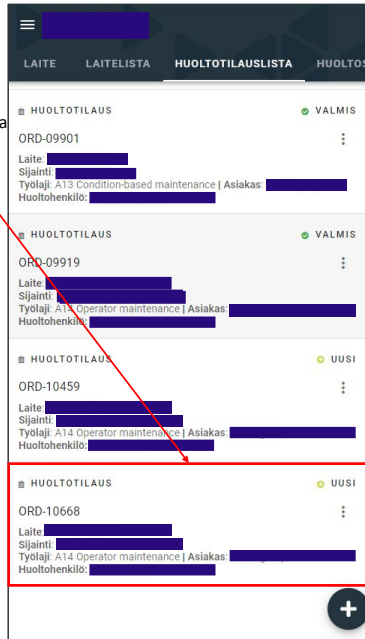 LAITE LAITELISTA HUOLTOTILAUSLISTA HUOLTOS
a
HUOLTOTILAUS VALMIS
ORD-09901
Laite:
Sijainti:
Työlaji: A13 Condition-based maintenance | Asiakas:
Huoltohenkilö:
HUOLTOTILAUS VALMIS
ORD-09919
Laite:
Sijainti:
Työlaji: A14 Operator maintenance | Asiakas:
Huoltohenkilö:
HUOLTOTILAUS UUSI
ORD-10459
Laite:
Sijainti:
Työlaji: A14 Operator maintenance | Asiakas:
Huoltohenkilö:
HUOLTOTILAUS UUSI
ORD-10668
Laite:
Sijainti:
Työlaji: A14 Operator maintenance | Asiakas:
Huoltohenkilö: